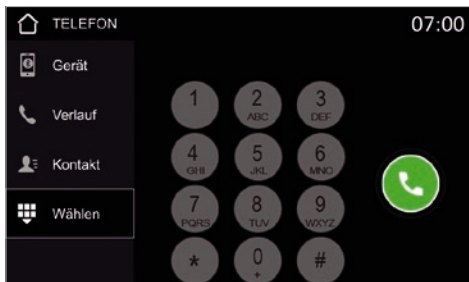 TELEFON 07:00
Gerät
Verlauf
Kontakt
Wählen
1 2 3
ABC DEF
4 5 6
GHI JKL MNO
7 8 9
PQRS TUV WXYZ
* 0 #
+